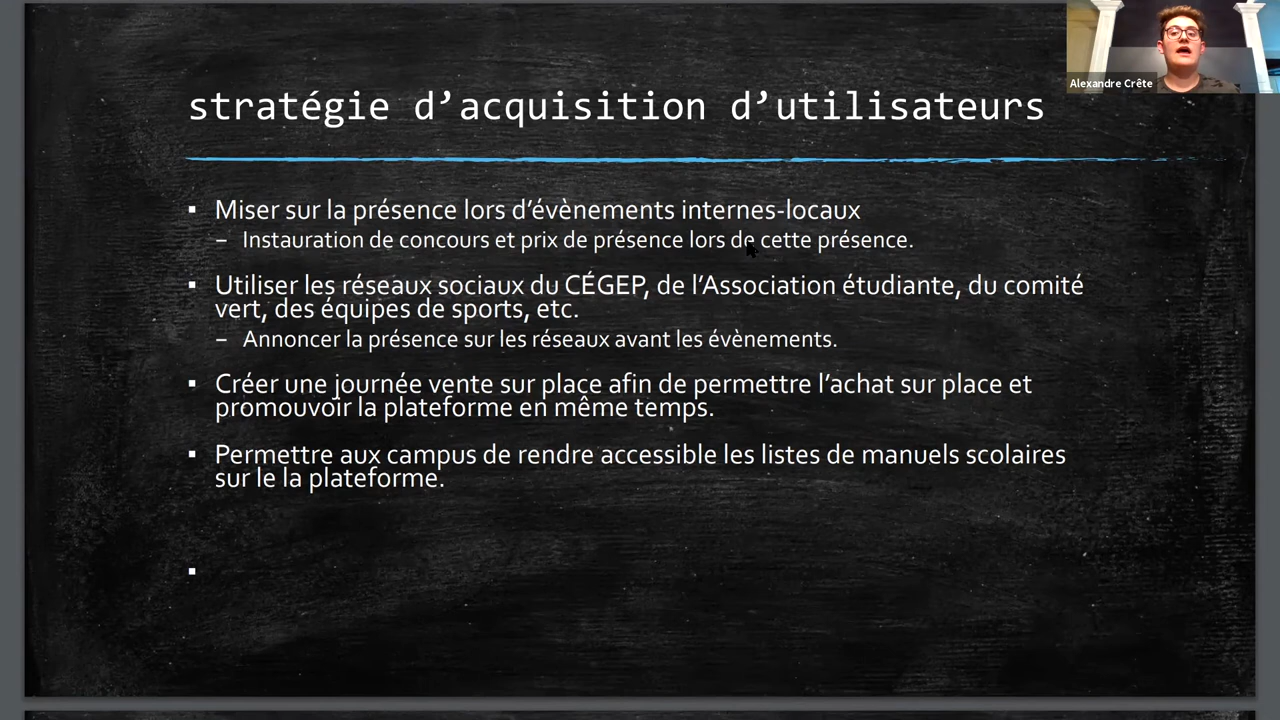 Alexandre Crête
stratégie d’acquisition d’utilisateurs
▪ Miser sur la présence lors d’évènements internes-locaux
– Instauration de concours et prix de présence lors de cette présence.
▪ Utiliser les réseaux sociaux du CÉGEP, de l’Association étudiante, du comité
vert, des équipes de sports, etc.
– Annoncer la présence sur les réseaux avant les évènements.
▪ Créer une journée vente sur place afin de permettre l’achat sur place et
promouvoir la plateforme en même temps.
▪ Permettre aux campus de rendre accessible les listes de manuels scolaires
sur le la plateforme.
▪